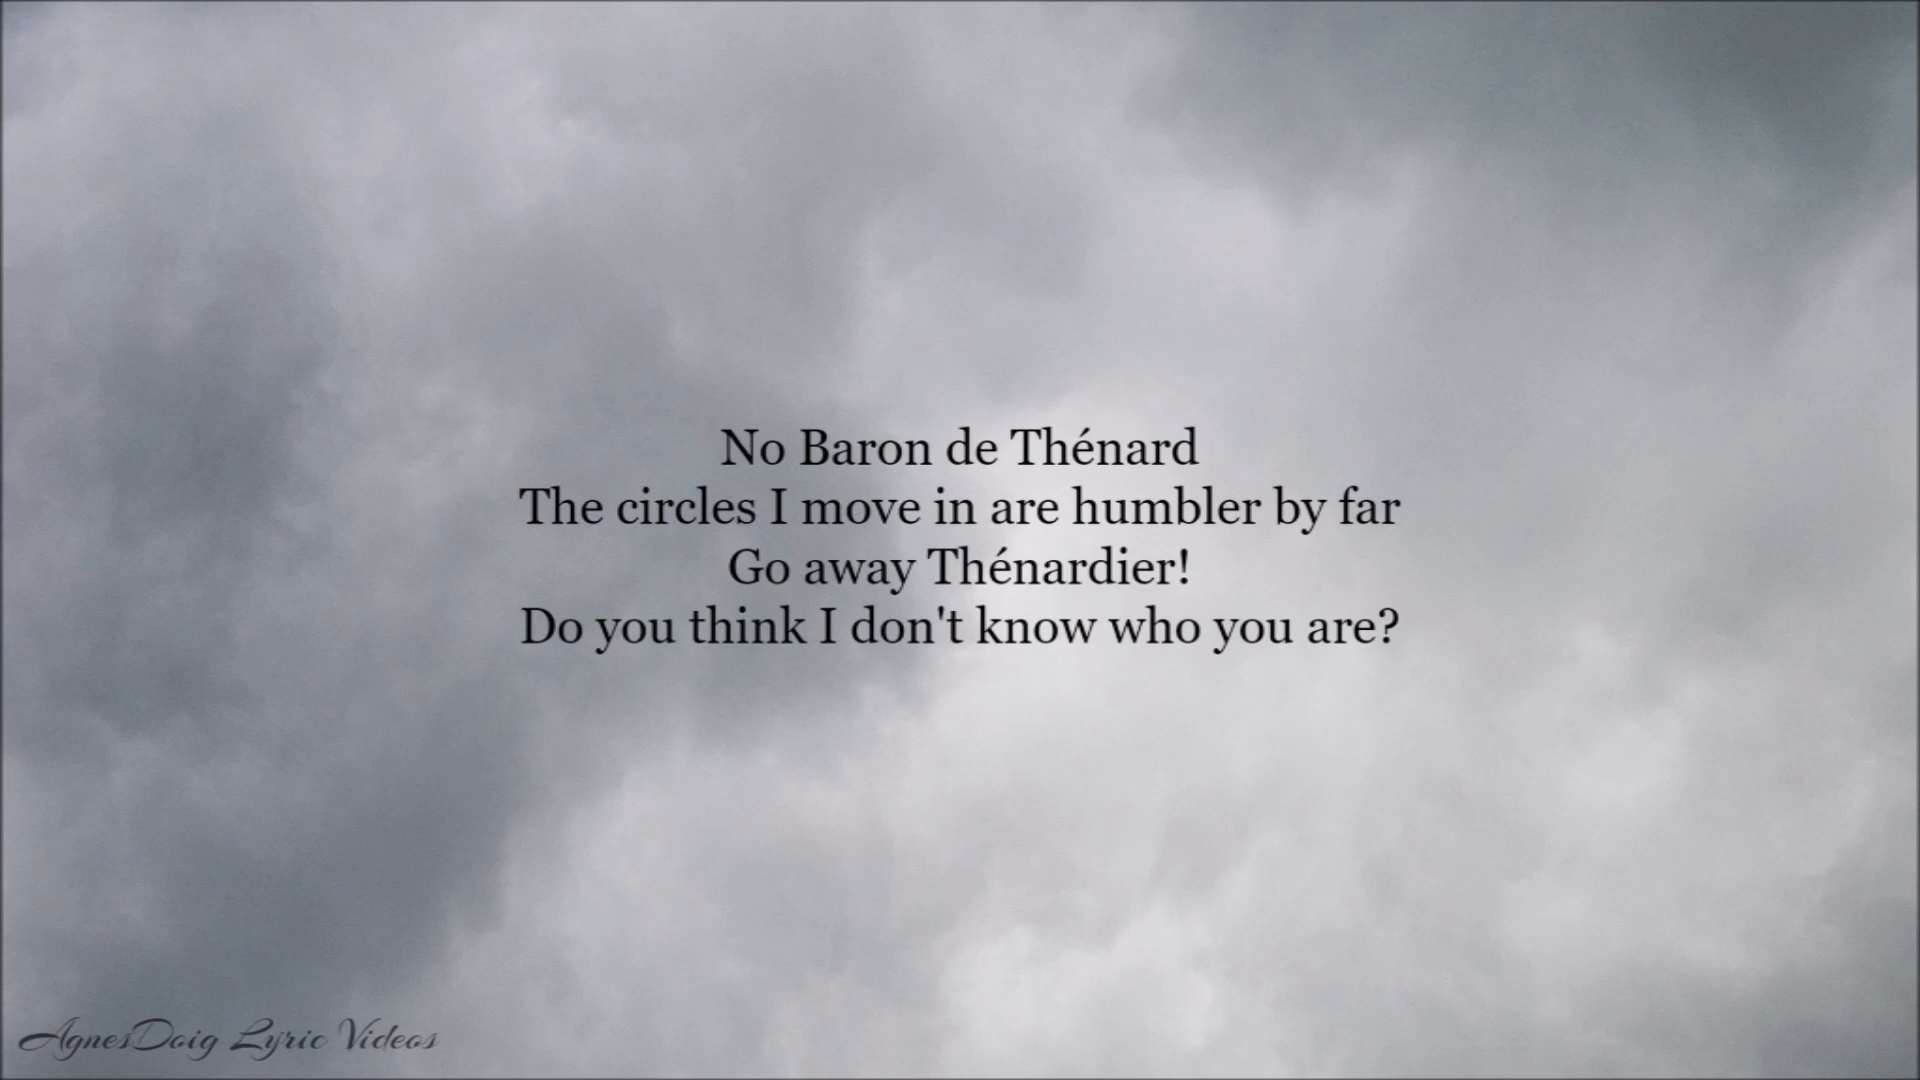 No Baron de Thénard
The circles I move in are humbler by far
Go away Thénardier!
Do you think I don't know who you are?
AgnesDoig Lyric Videos